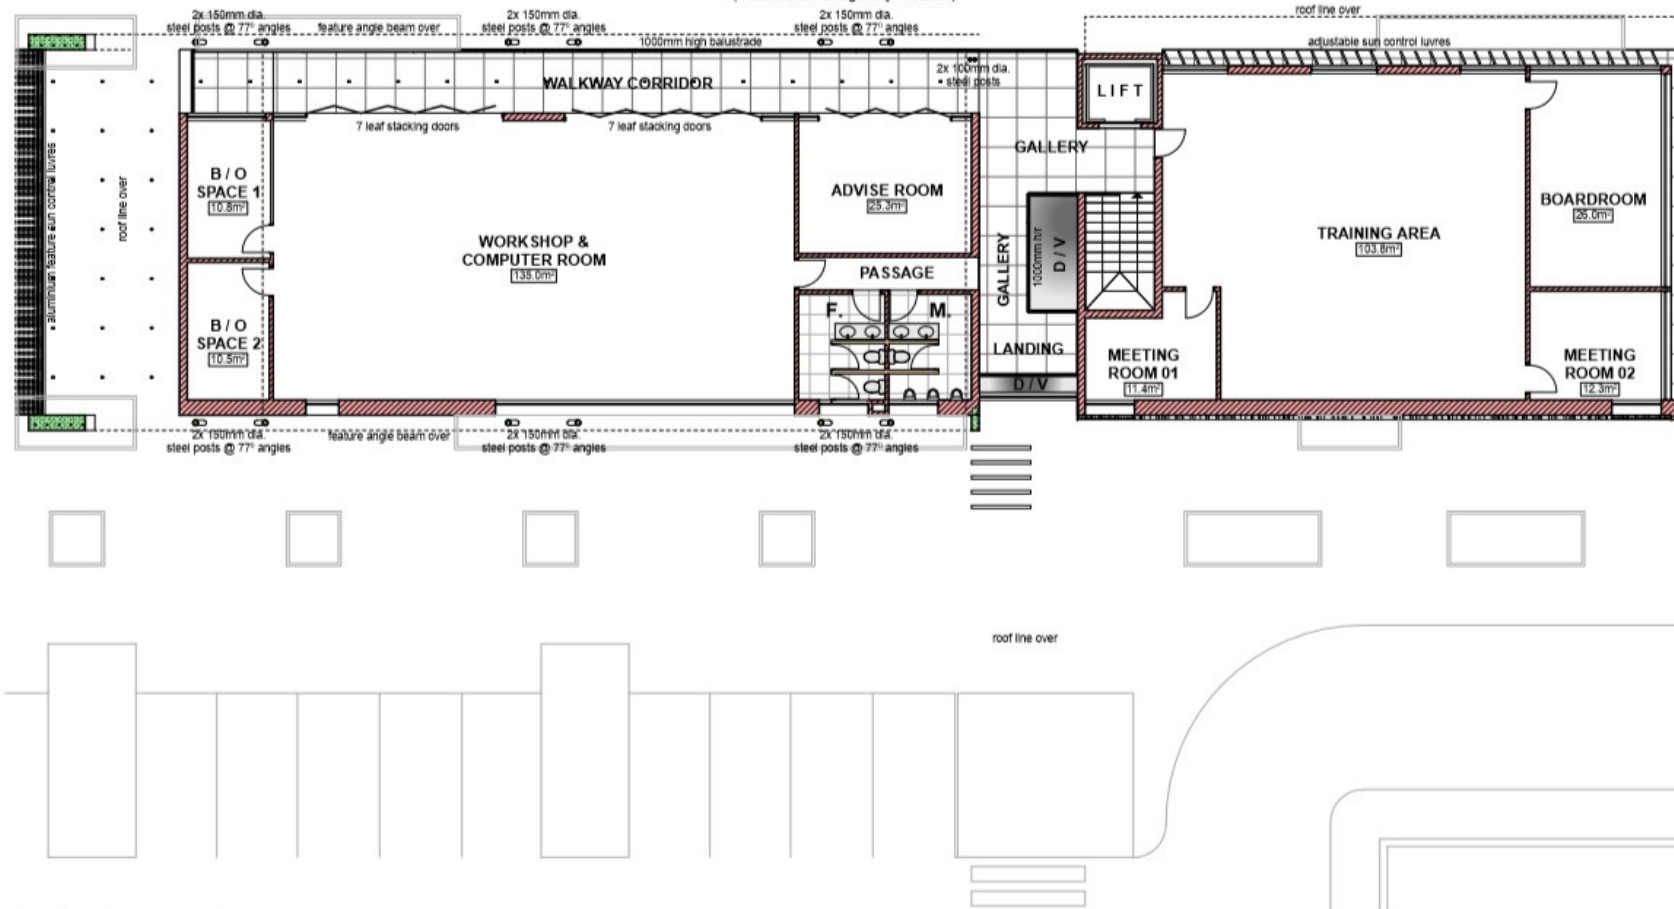 roof line over
2x 150mm dia.
steel posts @ 77° angles
feature angle beam over
2x 150mm dia.
steel posts @ 77° angles
2x 150mm dia.
steel posts @ 77° angles
1000mm high balustrade
adjustable sun control luvres
WALKWAY CORRIDOR
2x 100mm dia.
steel posts
LIFT
7 leaf stacking doors
7 leaf stacking doors
GALLERY
aluminium feature sun control luvres
roof line over
B / O
SPACE 1
10.8m²
ADVISE ROOM
25.3m²
BOARDROOM
26.0m²
WORKSHOP &
COMPUTER ROOM
135.0m²
TRAINING AREA
103.8m²
GALLERY
1000mm h/r
D / V
PASSAGE
F.
M.
B / O
SPACE 2
10.5m²
LANDING
MEETING
ROOM 01
11.4m²
MEETING
ROOM 02
12.3m²
D / V
2x 150mm dia.
steel posts @ 77° angles
feature angle beam over
2x 150mm dia.
steel posts @ 77° angles
2x 150mm dia.
steel posts @ 77° angles
roof line over